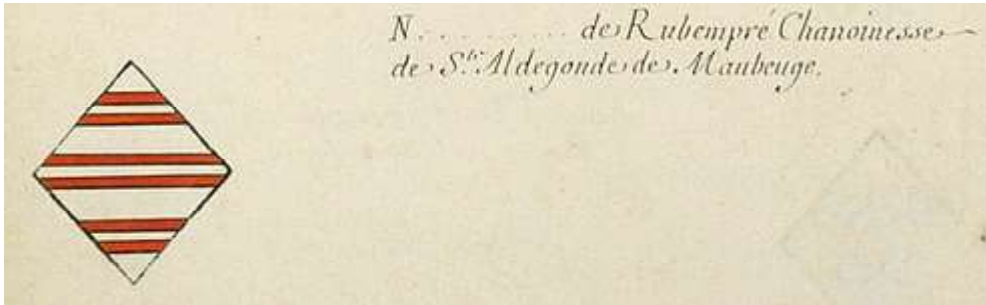 N. . . . . . . . . de Rubempré Chanoinesse
de Ste. Aldegonde de Maubeuge.